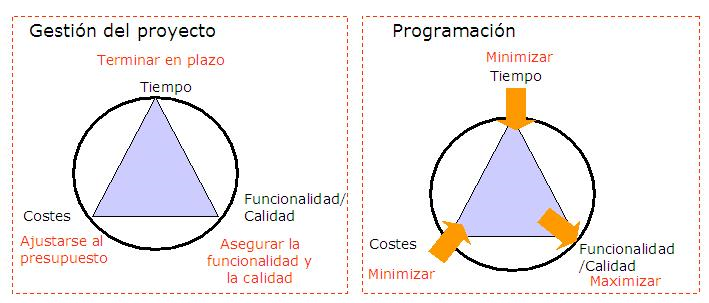 Gestión del proyecto
Terminar en plazo
Tiempo
Costes
Ajustarse al
presupuesto
Funcionalidad/
Calidad
Asegurar la
funcionalidad y
la calidad
Programación
Minimizar
Tiempo
Costes
Minimizar
Funcionalidad
/Calidad
Maximizar